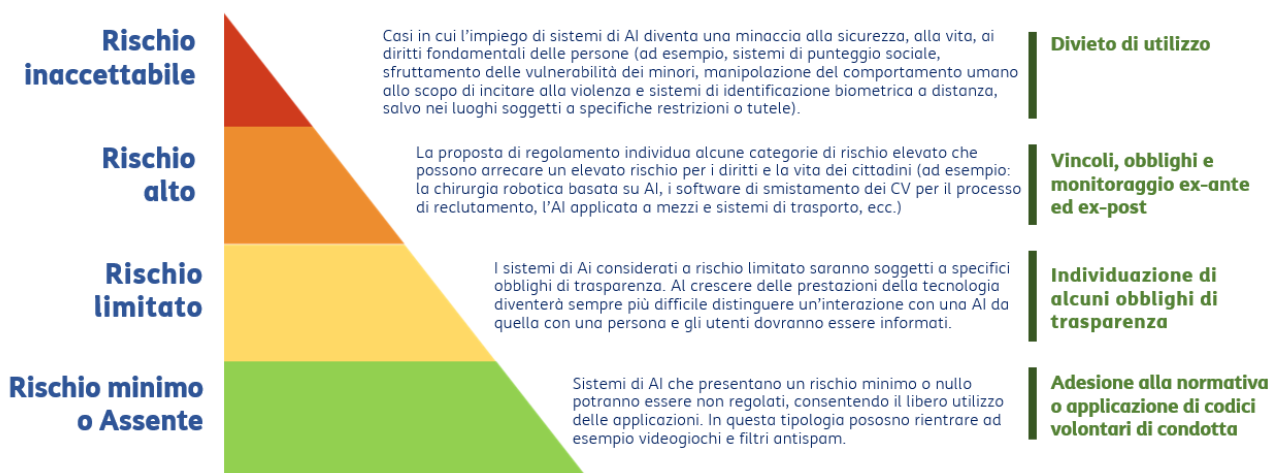 Rischio
inaccettabile
Casi in cui l'impiego di sistemi di AI diventa una minaccia alla sicurezza, alla vita, ai
diritti fondamentali delle persone (ad esempio, sistemi di punteggio sociale,
sfruttamento delle vulnerabilità dei minori, manipolazione del comportamento umano
allo scopo di incitare alla violenza e sistemi di identificazione biometrica a distanza,
salvo nei luoghi soggetti a specifiche restrizioni o tutele).
Divieto di utilizzo
Rischio
alto
La proposta di regolamento individua alcune categorie di rischio elevato che
possono arrecare un elevato rischio per i diritti e la vita dei cittadini (ad esempio:
la chirurgia robotica basata su AI, i software di smistamento dei CV per il processo
di reclutamento, l'AI applicata a mezzi e sistemi di trasporto, ecc.)
Vincoli, obblighi e
monitoraggio ex-ante
ed ex-post
Rischio
limitato
I sistemi di Ai considerati a rischio limitato saranno soggetti a specifici
obblighi di trasparenza. Al crescere delle prestazioni della tecnologia
diventerà sempre più difficile distinguere un'interazione con una AI da
quella con una persona e gli utenti dovranno essere informati.
Individuazione di
alcuni obblighi di
trasparenza
Rischio minimo
o Assente
Sistemi di AI che presentano un rischio minimo o nullo
potranno essere non regolati, consentendo il libero utilizzo
delle applicazioni. In questa tipologia pososno rientrare ad
esempio videogiochi e filtri antispam.
Adesione alla normativa
o applicazione di codici
volontari di condotta